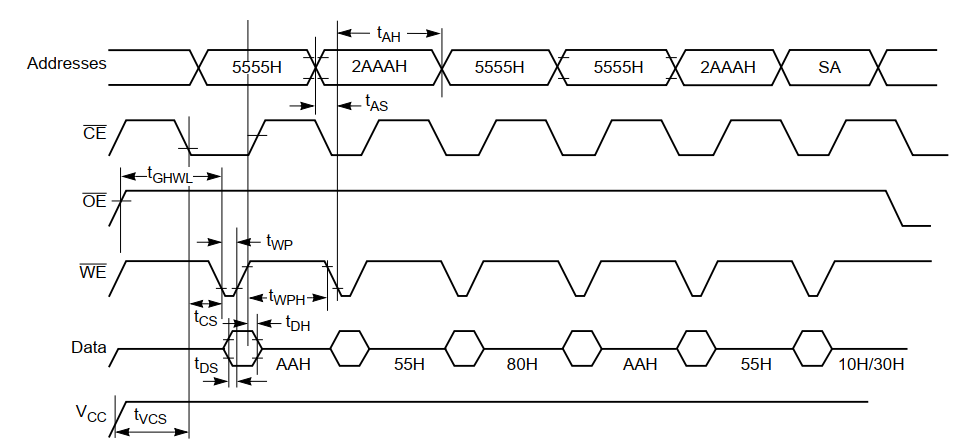 tAH
Addresses 5555H 2AAAH 5555H 5555H 2AAAH SA
tAS
CE
tGHWL
OE
tWP
WE
tWPH
tCS tDH
Data
tDS AAH 55H 80H AAH 55H 10H/30H
VCC tVCS